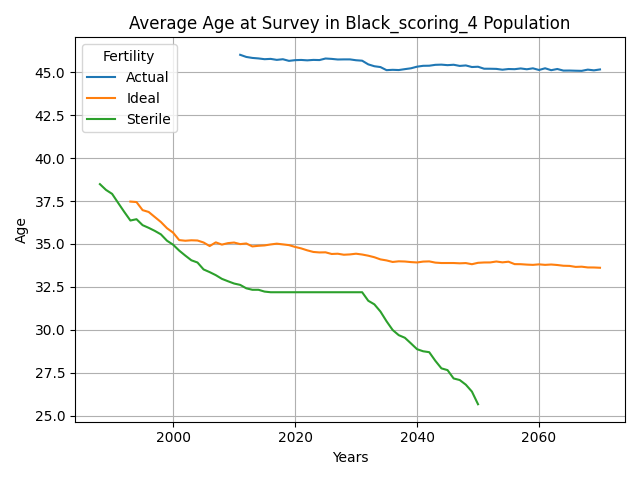 Average Age at Survey in Black_scoring_4 Population
Fertility
Actual
Ideal
Sterile
45.0
42.5
40.0
37.5
35.0
32.5
30.0
27.5
25.0
Age
2000
2020
2040
2060
Years